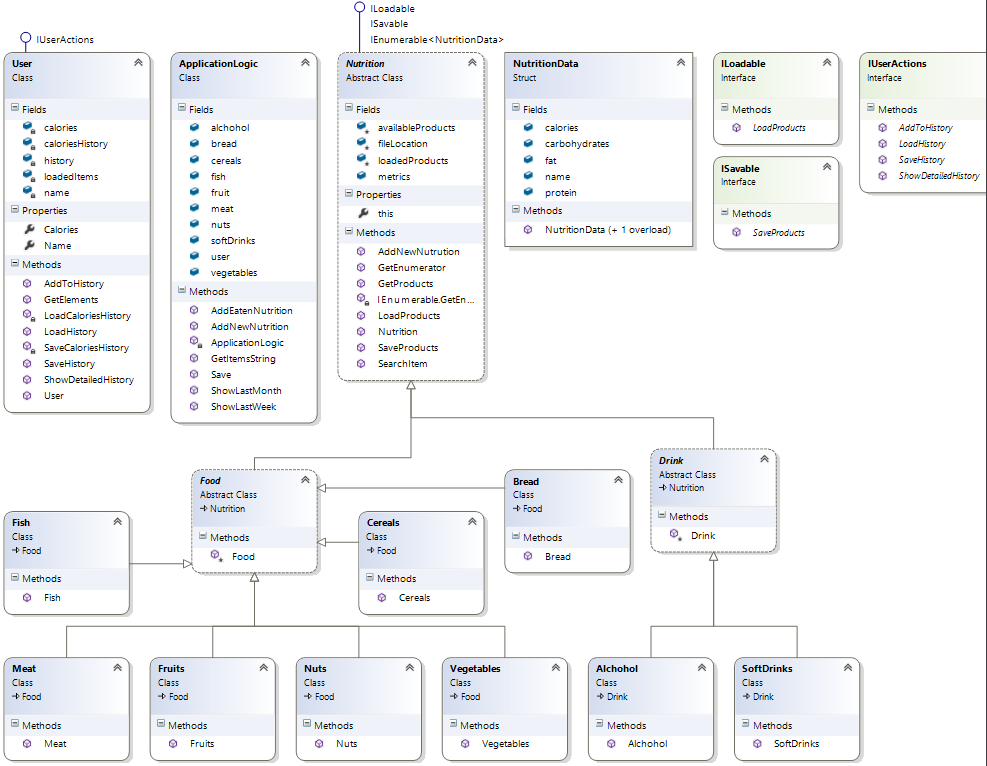 IUserActions
User
Class
Fields
calories
caloriesHistory
history
loadedItems
name
Properties
Calories
Name
Methods
AddToHistory
GetElements
LoadCaloriesHistory
LoadHistory
SaveCaloriesHistory
SaveHistory
ShowDetailedHistory
User
ApplicationLogic
Class
Fields
alchohol
bread
cereals
fish
fruit
meat
nuts
softDrinks
user
vegetables
Methods
AddEatenNutrition
AddNewNutrition
ApplicationLogic
GetItemsString
Save
ShowLastMonth
ShowLastWeek
ILoadable
ISavable
IEnumerable<NutritionData>
Nutrition
Abstract Class
Fields
availableProducts
fileLocation
loadedProducts
metrics
Properties
this
Methods
AddNewNutrution
GetEnumerator
GetProducts
IEnumerable.GetEn...
LoadProducts
Nutrition
SaveProducts
SearchItem
NutritionData
Struct
Fields
calories
carbohydrates
fat
name
protein
Methods
NutritionData (+ 1 overload)
ILoadable
Interface
Methods
LoadProducts
ISavable
Interface
Methods
SaveProducts
IUserActions
Interface
Methods
AddToHistory
LoadHistory
SaveHistory
ShowDetailedHistory
Food
Abstract Class
Nutrition
Methods
Food
Bread
Class
Food
Methods
Bread
Drink
Abstract Class
Nutrition
Methods
Drink
Fish
Class
Food
Methods
Fish
Cereals
Class
Food
Methods
Cereals
Meat
Class
Food
Methods
Meat
Fruits
Class
Food
Methods
Fruits
Nuts
Class
Food
Methods
Nuts
Vegetables
Class
Food
Methods
Vegetables
Alchohol
Class
Drink
Methods
Alchohol
SoftDrinks
Class
Drink
Methods
SoftDrinks